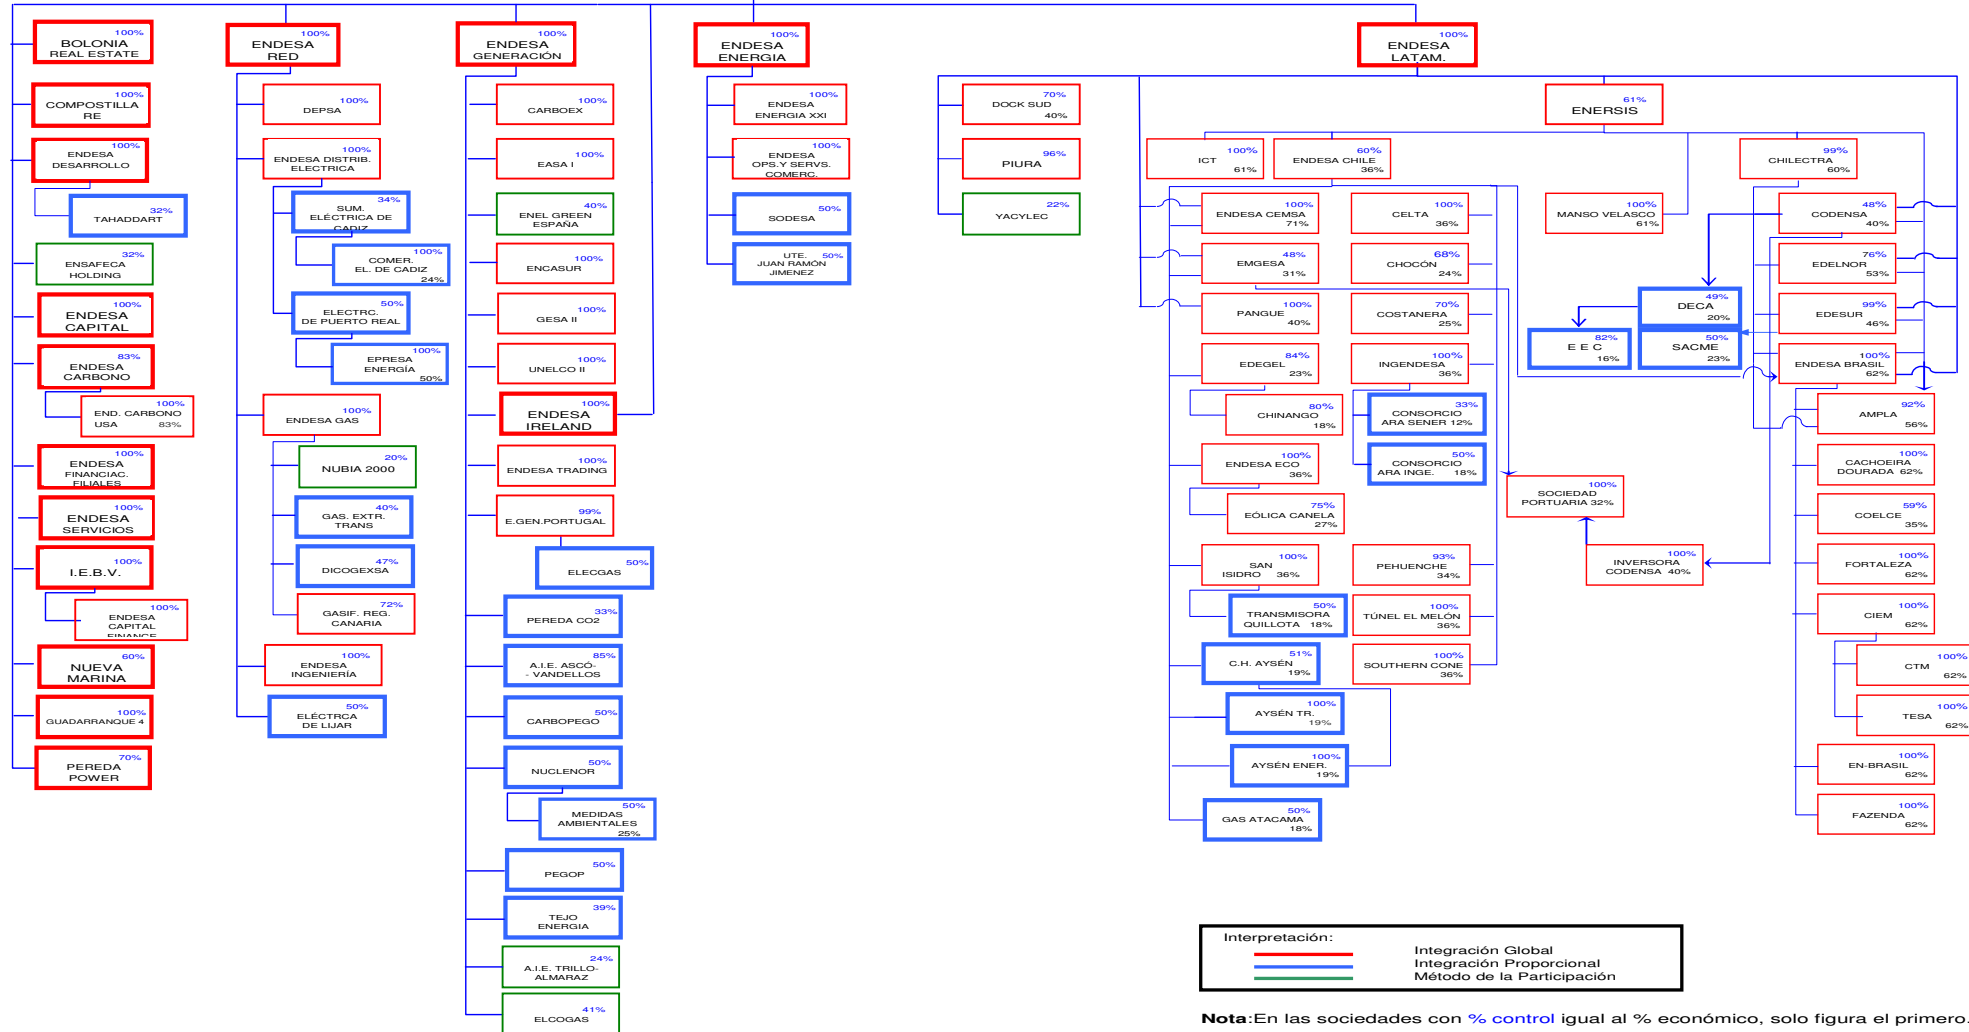 100%
BOLONIA
REAL ESTATE
100%
COMPOSTILLA
RE
100%
ENDESA
DESARROLLO
32%
TAHADDART
32%
ENSAFECA
HOLDING
100%
ENDESA
CAPITAL
83%
ENDESA
CARBONO
100%
END. CARBONO
USA 83%
100%
ENDESA
FINANCIAC.
FILIALES
100%
ENDESA
SERVICIOS
100%
I.E.B.V.
100%
ENDESA
CAPITAL
FINANCE
60%
NUEVA
MARINA
100%
GUADARRANQUE 4
70%
PEREDA
POWER
100%
ENDESA
RED
100%
DEPSA
100%
ENDESA DISTRIB.
ELECTRICA
34%
SUM.
ELÉCTRICA DE
CADIZ
100%
COMER.
EL. DE CADIZ
24%
50%
ELECTRC.
DE PUERTO REAL
100%
EPRESA
ENERGÍA
50%
100%
ENDESA GAS
20%
NUBIA 2000
40%
GAS. EXTR.
TRANS
47%
DICOGEXSA
72%
GASIF. REG.
CANARIA
100%
ENDESA
INGENIERÍA
50%
ELÉCTRCA
DE LIJAR
100%
ENDESA
GENERACIÓN
100%
CARBOEX
100%
EASA I
40%
ENEL GREEN
ESPAÑA
100%
ENCASUR
100%
GESA II
100%
UNELCO II
100%
ENDESA
IRELAND
100%
ENDESA TRADING
99%
E.GEN.PORTUGAL
50%
ELECGAS
33%
PEREDA CO2
85%
A.I.E. ASCÓ-
- VANDELLOS
50%
CARBOPEGO
50%
NUCLENOR
50%
MEDIDAS
AMBIENTALES
25%
50%
PEGOP
39%
TEJO
ENERGIA
24%
A.I.E. TRILLO-
ALMARAZ
41%
ELCOGAS
100%
ENDESA
ENERGIA
100%
ENDESA
ENERGIA XXI
100%
ENDESA
OPS.Y SERVS.
COMERC.
50%
SODESA
UTE. 50%
JUAN RAMÓN
JIMENEZ
100%
ENDESA
LATAM.
70%
DOCK SUD
40%
96%
PIURA
22%
YACYLEC
61%
ENERSIS
100%
ICT
61%
60%
ENDESA CHILE
36%
99%
CHILECTRA
60%
100%
ENDESA CEMSA
71%
48%
EMGESA
31%
100%
PANGUE
40%
84%
EDEGEL
23%
80%
CHINANGO
18%
100%
ENDESA ECO
36%
75%
EÓLICA CANELA
27%
100%
SAN
ISIDRO 36%
50%
TRANSMISORA
QUILLOTA 18%
51%
C.H. AYSÉN
19%
100%
AYSÉN TR.
19%
100%
AYSÉN ENER.
19%
50%
GAS ATACAMA
18%
100%
CELTA
36%
68%
CHOCÓN
24%
70%
COSTANERA
25%
100%
INGENDESA
36%
33%
CONSORCIO
ARA SENER 12%
50%
CONSORCIO
ARA INGE. 18%
93%
PEHUENCHE
34%
100%
TÚNEL EL MELÓN
36%
100%
SOUTHERN CONE
36%
100%
MANSO VELASCO
61%
49%
DECA
20%
82%
E E C
16%
50%
SACME
23%
100%
SOCIEDAD
PORTUARIA 32%
100%
INVERSORA
CODENSA 40%
48%
CODENSA
40%
76%
EDELNOR
53%
99%
EDESUR
46%
100%
ENDESA BRASIL
62%
92%
AMPLA
56%
100%
CACHOEIRA
DOURADA 62%
59%
COELCE
35%
100%
FORTALEZA
62%
100%
CIEM
62%
100%
CTM
62%
100%
TESA
62%
100%
EN-BRASIL
62%
100%
FAZENDA
62%
Interpretación:
Integración Global
Integración Proporcional
Método de la Participación
Nota:En las sociedades con % control igual al % económico, solo figura el primero.